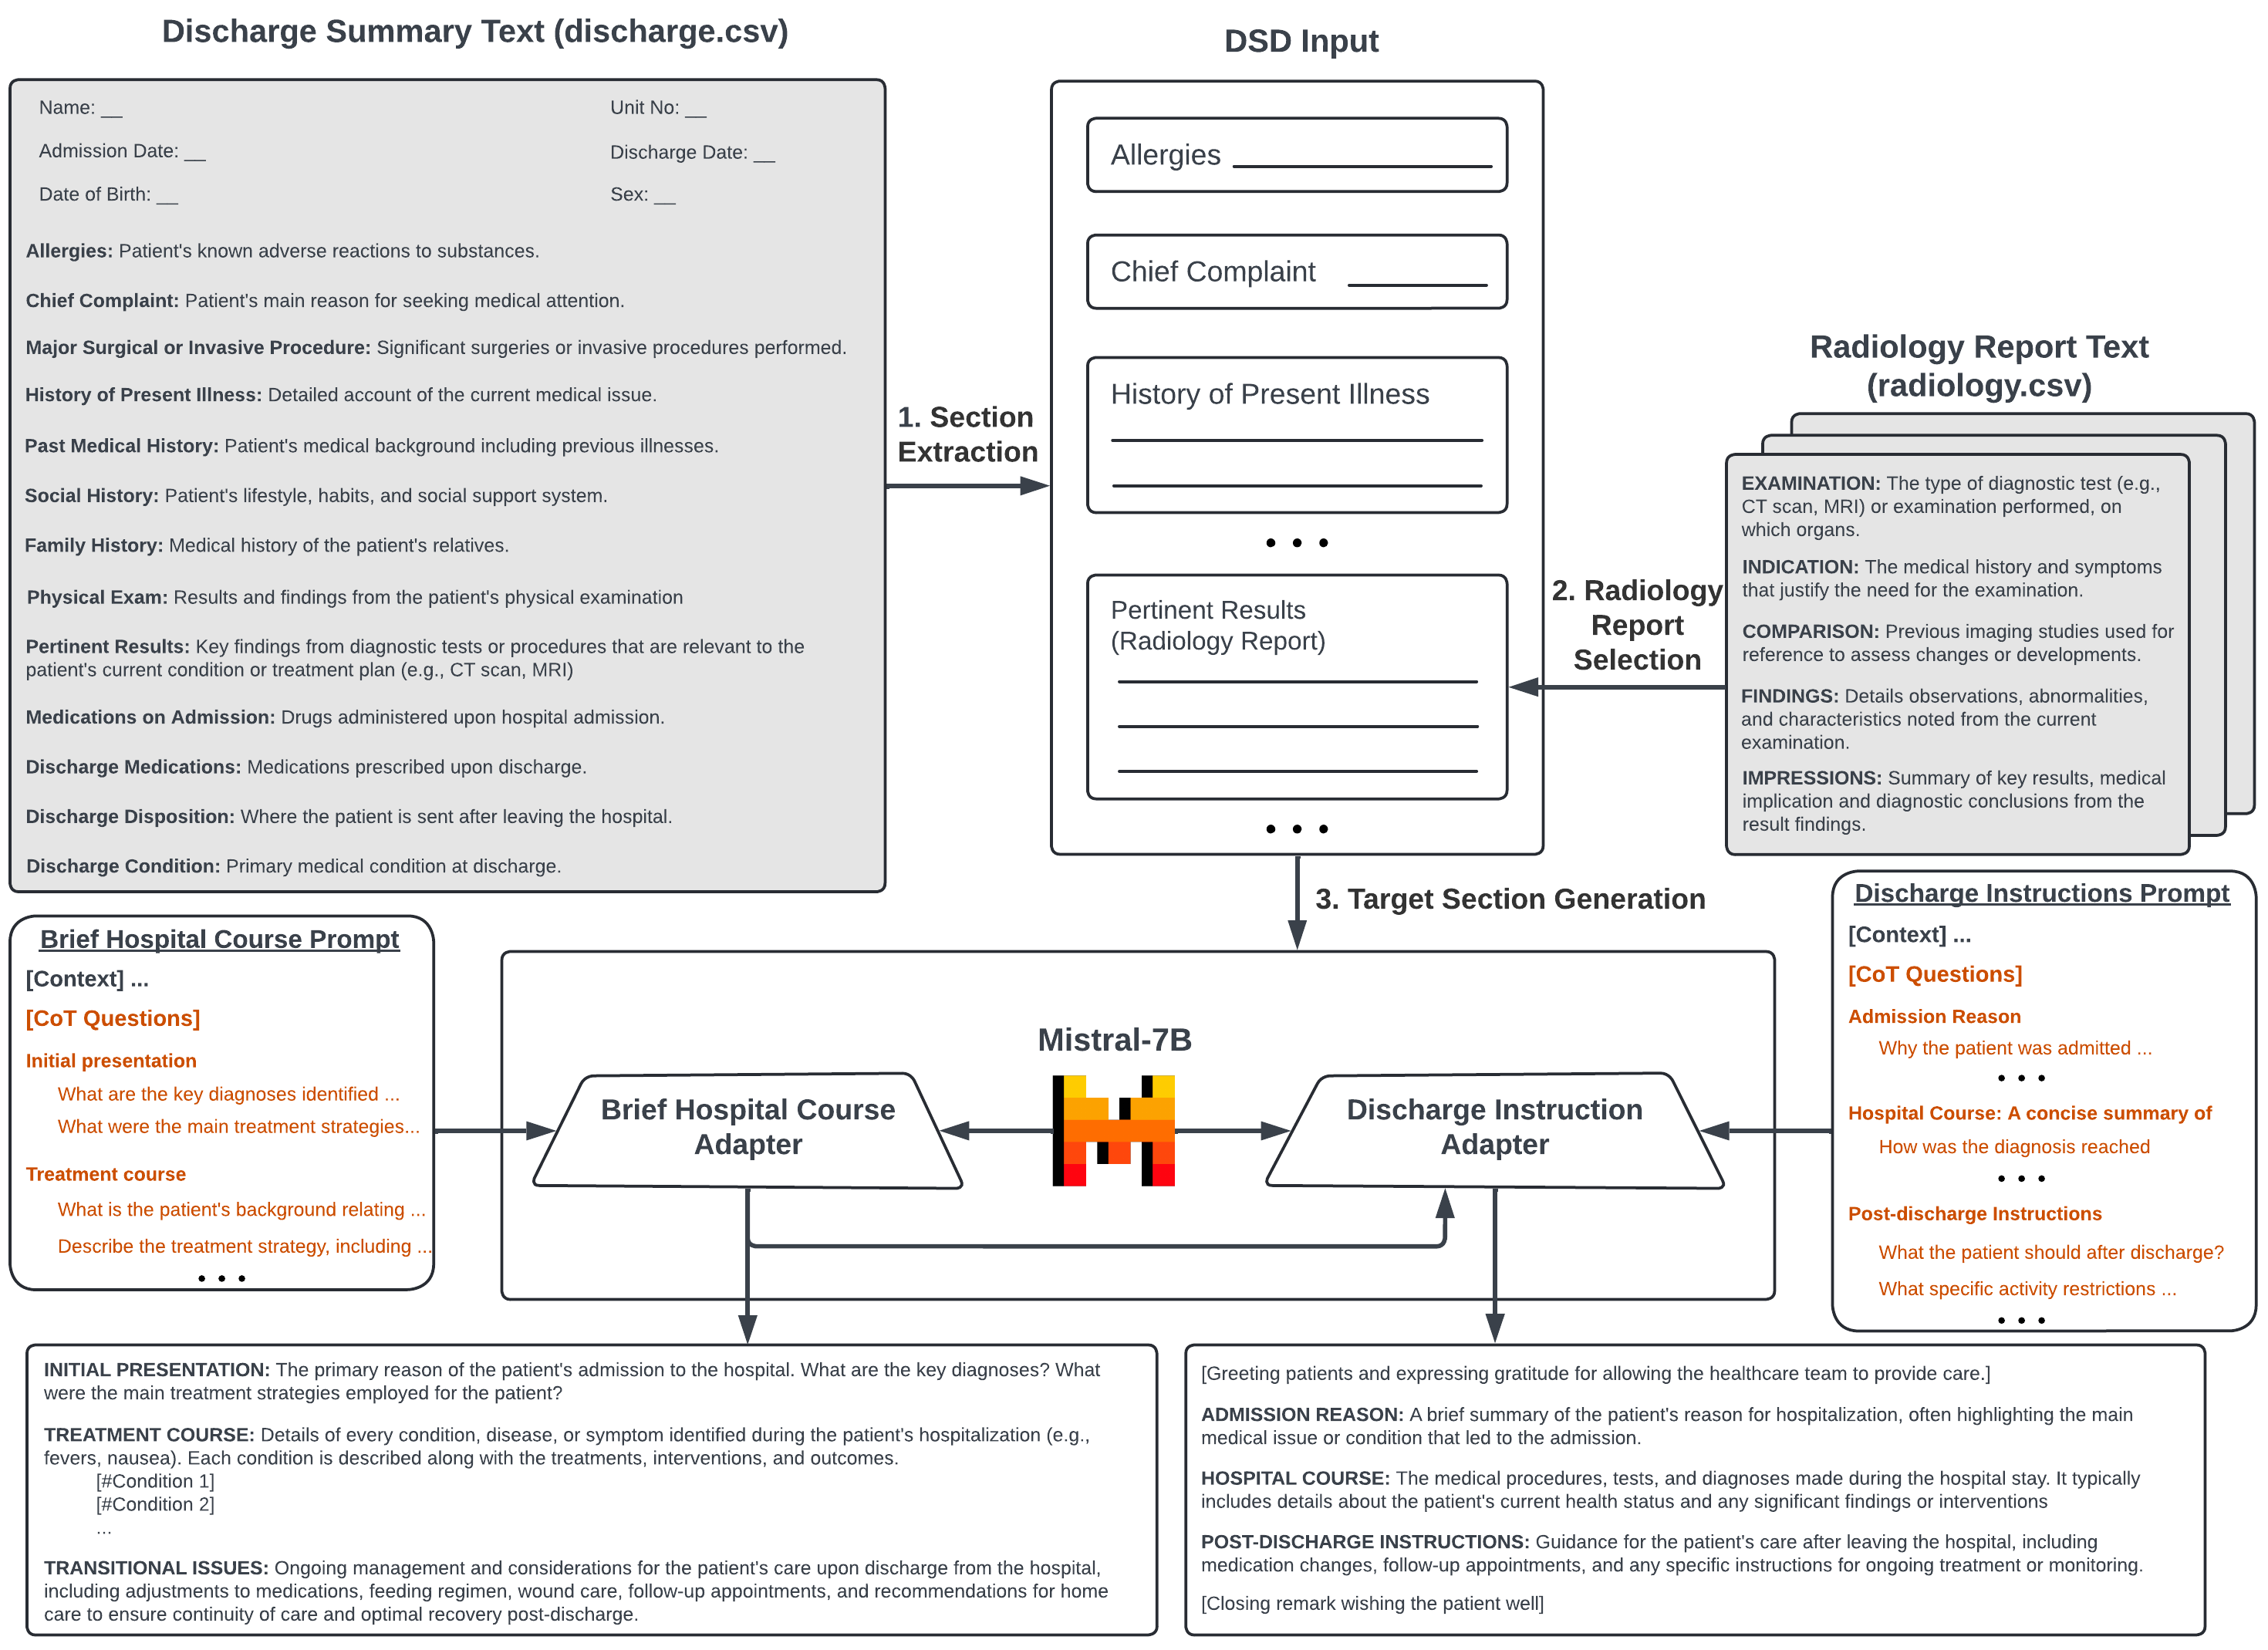 Discharge Summary Text (discharge.csv)
Name: __
Unit No: __
Admission Date: __
Discharge Date: __
Date of Birth: __
Sex: __
Allergies: Patient's known adverse reactions to substances.
Chief Complaint: Patient's main reason for seeking medical attention.
Major Surgical or Invasive Procedure: Significant surgeries or invasive procedures performed.
History of Present Illness: Detailed account of the current medical issue.
Past Medical History: Patient's medical background including previous illnesses.
Social History: Patient's lifestyle, habits, and social support system.
Family History: Medical history of the patient's relatives.
Physical Exam: Results and findings from the patient's physical examination
Pertinent Results: Key findings from diagnostic tests or procedures that are relevant to the
patient's current condition or treatment plan (e.g., CT scan, MRI)
Medications on Admission: Drugs administered upon hospital admission.
Discharge Medications: Medications prescribed upon discharge.
Discharge Disposition: Where the patient is sent after leaving the hospital.
Discharge Condition: Primary medical condition at discharge.
1. Section
Extraction
DSD Input
Allergies
Chief Complaint
History of Present Illness
• • •
Pertinent Results
(Radiology Report)
• • •
2. Radiology
Report
Selection
Radiology Report Text
(radiology.csv)
EXAMINATION: The type of diagnostic test (e.g.,
CT scan, MRI) or examination performed, on
which organs.
INDICATION: The medical history and symptoms
that justify the need for the examination.
COMPARISON: Previous imaging studies used for
reference to assess changes or developments.
FINDINGS: Details observations, abnormalities,
and characteristics noted from the current
examination.
IMPRESSIONS: Summary of key results, medical
implication and diagnostic conclusions from the
result findings.
3. Target Section Generation
Brief Hospital Course Prompt
[Context] ...
[CoT Questions]
Initial presentation
What are the key diagnoses identified ...
What were the main treatment strategies...
Treatment course
What is the patient's background relating ...
Describe the treatment strategy, including ...
• • •
Mistral-7B
Brief Hospital Course
Adapter
Discharge Instruction
Adapter
Discharge Instructions Prompt
[Context] ...
[CoT Questions]
Admission Reason
Why the patient was admitted ...
• • •
Hospital Course: A concise summary of
How was the diagnosis reached
• • •
Post-discharge Instructions
What the patient should after discharge?
What specific activity restrictions ...
• • •
INITIAL PRESENTATION: The primary reason of the patient's admission to the hospital. What are the key diagnoses? What
were the main treatment strategies employed for the patient?
TREATMENT COURSE: Details of every condition, disease, or symptom identified during the patient's hospitalization (e.g.,
fevers, nausea). Each condition is described along with the treatments, interventions, and outcomes.
[#Condition 1]
[#Condition 2]
...
TRANSITIONAL ISSUES: Ongoing management and considerations for the patient's care upon discharge from the hospital,
including adjustments to medications, feeding regimen, wound care, follow-up appointments, and recommendations for home
care to ensure continuity of care and optimal recovery post-discharge.
[Greeting patients and expressing gratitude for allowing the healthcare team to provide care.]
ADMISSION REASON: A brief summary of the patient's reason for hospitalization, often highlighting the main
medical issue or condition that led to the admission.
HOSPITAL COURSE: The medical procedures, tests, and diagnoses made during the hospital stay. It typically
includes details about the patient's current health status and any significant findings or interventions
POST-DISCHARGE INSTRUCTIONS: Guidance for the patient's care after leaving the hospital, including
medication changes, follow-up appointments, and any specific instructions for ongoing treatment or monitoring.
[Closing remark wishing the patient well]